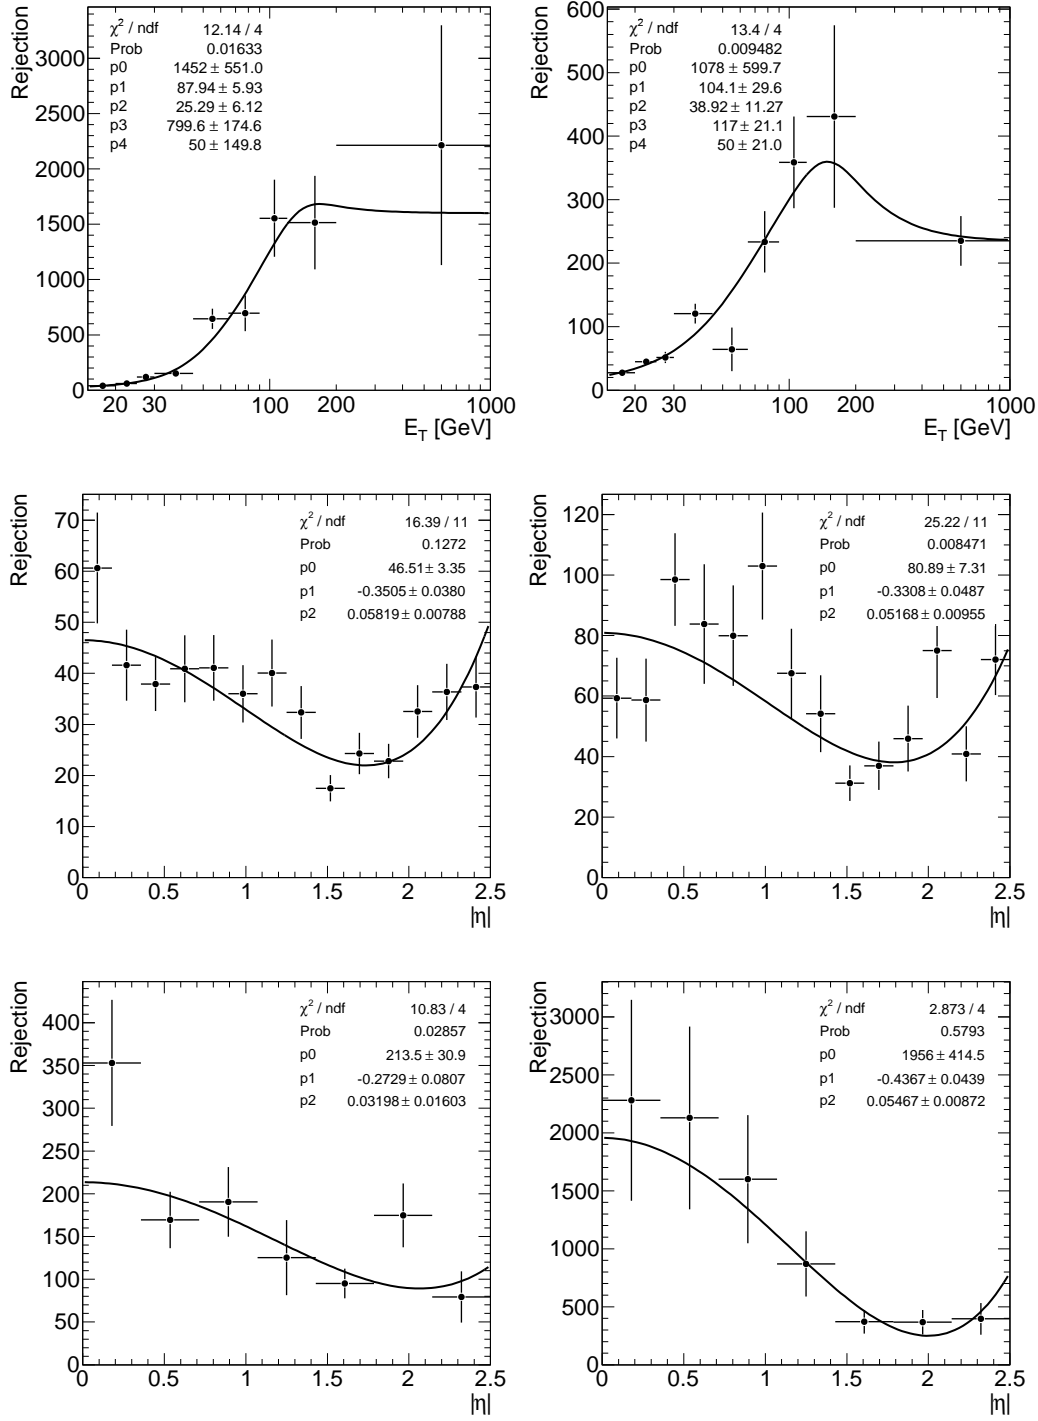 Rejection
χ² / ndf 12.14 / 4
Prob 0.01633
p0 1452 ± 551.0
p1 87.94 ± 5.93
p2 25.29 ± 6.12
p3 799.6 ± 174.6
p4 50 ± 149.8
3500
3000
2500
2000
1500
1000
500
0
20 30 100 200 1000
E_T [GeV]
Rejection
χ² / ndf 13.4 / 4
Prob 0.009482
p0 1078 ± 599.7
p1 104.1 ± 29.6
p2 38.92 ± 11.27
p3 117 ± 21.1
p4 50 ± 21.0
600
500
400
300
200
100
0
20 30 100 200 1000
E_T [GeV]
Rejection
χ² / ndf 16.39 / 11
Prob 0.1272
p0 46.51 ± 3.35
p1 -0.3505 ± 0.0380
p2 0.05819 ± 0.00788
70
60
50
40
30
20
10
0
0 0.5 1 1.5 2 2.5
|η|
Rejection
χ² / ndf 25.22 / 11
Prob 0.008471
p0 80.89 ± 7.31
p1 -0.3308 ± 0.0487
p2 0.05168 ± 0.00955
120
100
80
60
40
20
0
0 0.5 1 1.5 2 2.5
|η|
Rejection
χ² / ndf 10.83 / 4
Prob 0.02857
p0 213.5 ± 30.9
p1 -0.2729 ± 0.0807
p2 0.03198 ± 0.01603
400
350
300
250
200
150
100
50
0
0 0.5 1 1.5 2 2.5
|η|
Rejection
χ² / ndf 2.873 / 4
Prob 0.5793
p0 1956 ± 414.5
p1 -0.4367 ± 0.0439
p2 0.05467 ± 0.00872
3000
2500
2000
1500
1000
500
0
0 0.5 1 1.5 2 2.5
|η|